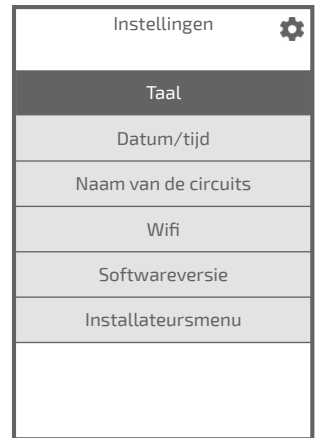 Instellingen
Taal
Datum/tijd
Naam van de circuits
Wifi
Softwareversie
Installateursmenu